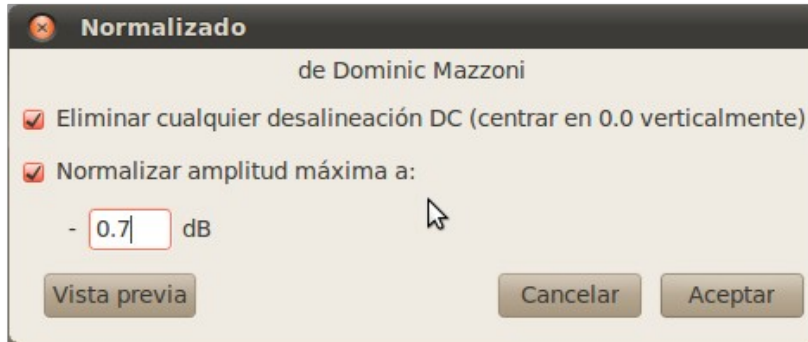 Normalizado
de Dominic Mazzoni
Eliminar cualquier desalineación DC (centrar en 0.0 verticalmente)
Normalizar amplitud máxima a:
- 0.7 dB
Vista previa Cancelar Aceptar